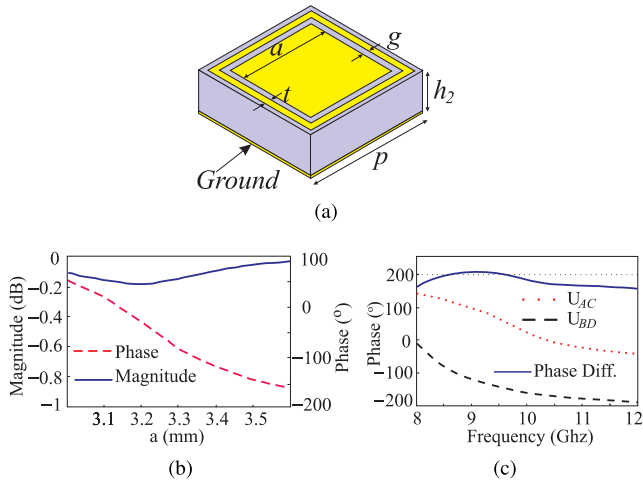 a
g
t
h2
p
Ground
(a)
Magnitude (dB)
0
−0.2
−0.4
−0.6
−0.8
−1
3.1
3.2
3.3
3.4
3.5
a (mm)
100
0
−100
−200
Phase (º)
Phase
Magnitude
(b)
Phase (º)
200
100
0
−100
−200
8
9
10
11
12
Frequency (Ghz)
U_AC
U_BD
Phase Diff.
(c)